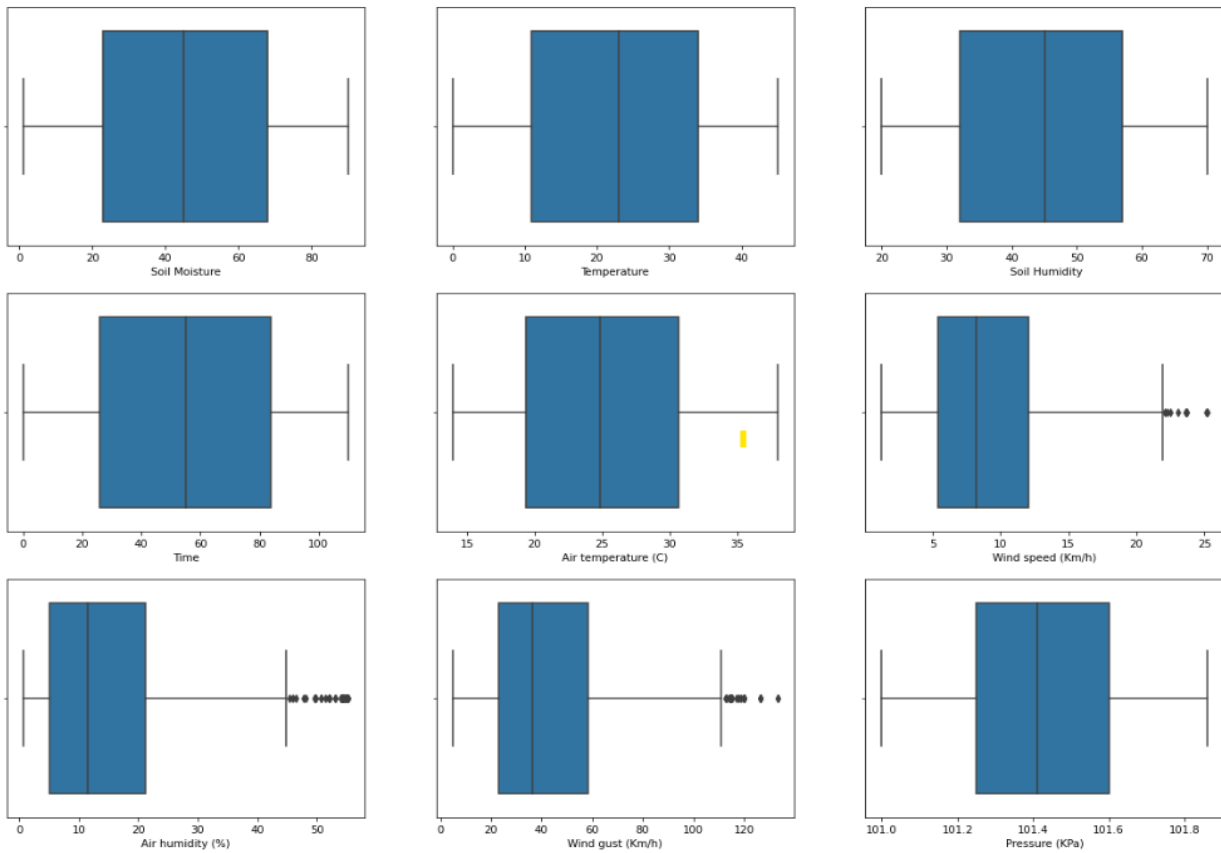 0 20 40 60 80
Soil Moisture
0 10 20 30 40
Temperature
20 30 40 50 60 70
Soil Humidity
0 20 40 60 80 100
Time
15 20 25 30 35
Air temperature (C)
5 10 15 20 25
Wind speed (Km/h)
0 10 20 30 40 50
Air humidity (%)
0 20 40 60 80 100 120
Wind gust (Km/h)
101.0 101.2 101.4 101.6 101.8
Pressure (KPa)